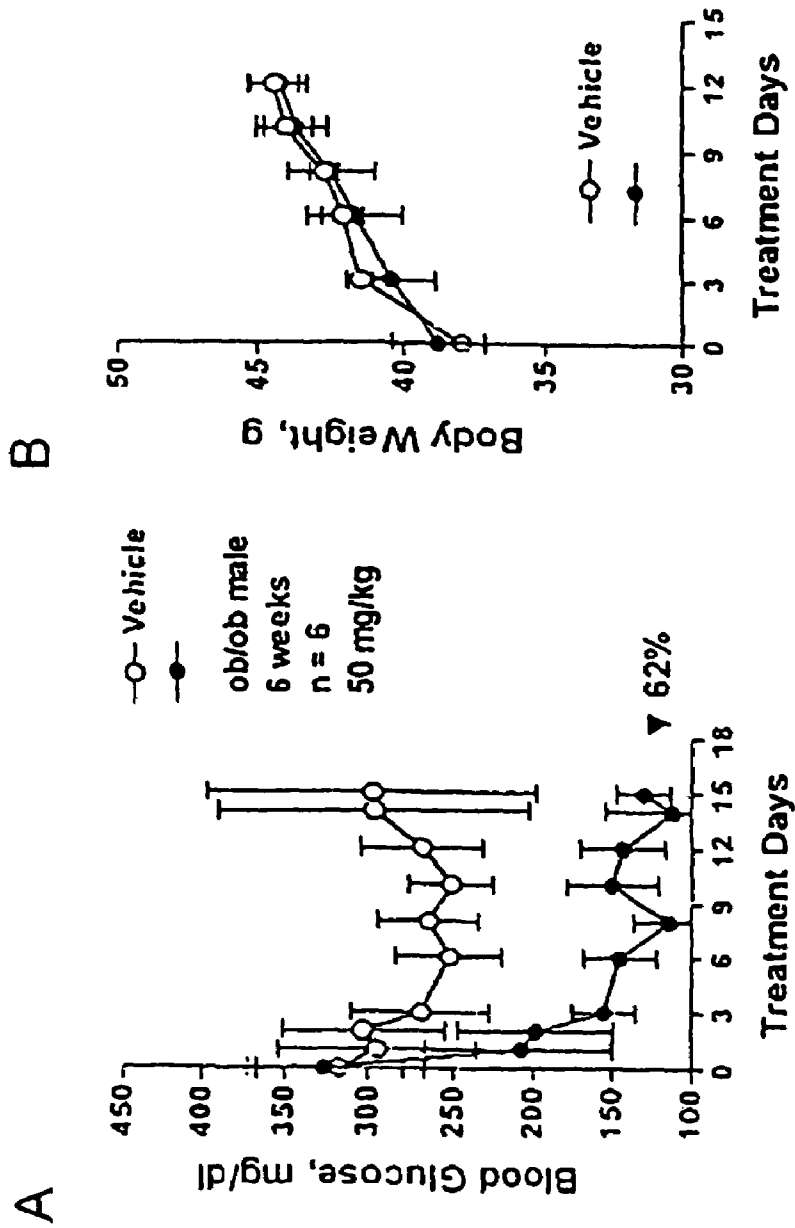 A
Blood Glucose, mg/dl
450
400
350
300
250
200
150
100
0
3
6
9
12
15
18
Treatment Days
Vehicle
ob/ob male
6 weeks
n = 6
50 mg/kg
▼ 62%
B
Body Weight, g
50
45
40
35
30
0
3
6
9
12
15
Treatment Days
Vehicle